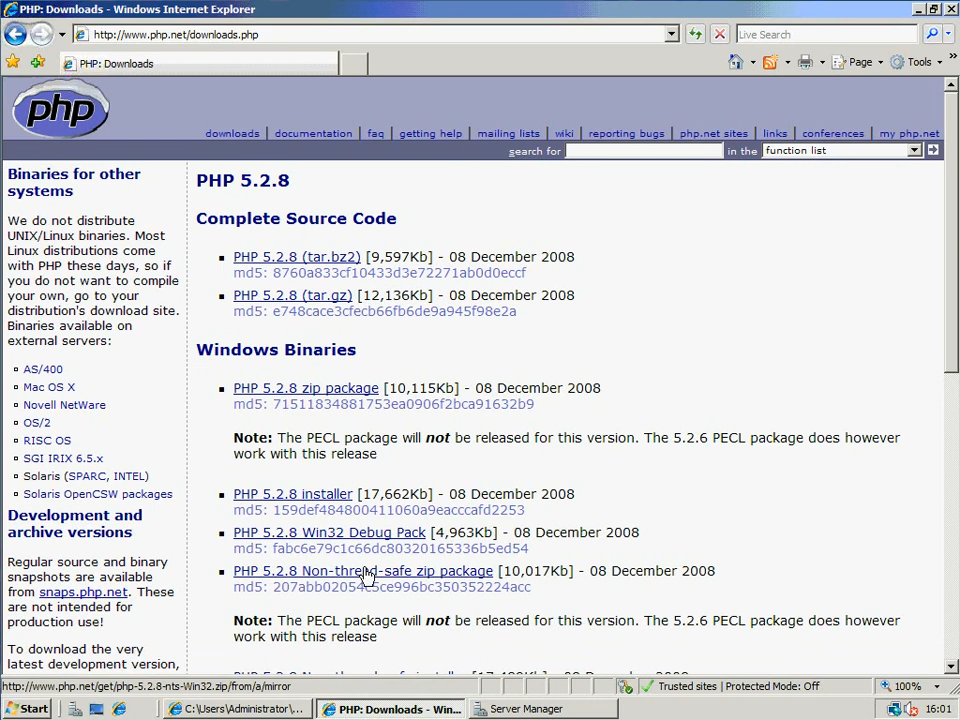 PHP: Downloads - Windows Internet Explorer
http://www.php.net/downloads.php
Live Search
PHP: Downloads
Page
Tools
php
downloads | documentation | faq | getting help | mailing lists | wiki | reporting bugs | php.net sites | links | conferences | my php.net
search for in the function list
Binaries for other
systems
We do not distribute
UNIX/Linux binaries. Most
Linux distributions come
with PHP these days, so if
you do not want to compile
your own, go to your
distribution's download site.
Binaries available on
external servers:
AS/400
Mac OS X
Novell NetWare
OS/2
RISC OS
SGI IRIX 6.5.x
Solaris (SPARC, INTEL)
Solaris OpenCSW packages
Development and
archive versions
Regular source and binary
snapshots are available
from snaps.php.net. These
are not intended for
production use!
To download the very
latest development version,
PHP 5.2.8
Complete Source Code
PHP 5.2.8 (tar.bz2) [9,597Kb] - 08 December 2008
md5: 8760a833cf10433d3e72271ab0d0eccf
PHP 5.2.8 (tar.gz) [12,136Kb] - 08 December 2008
md5: e748cace3cfecb66fb6de9a945f98e2a
Windows Binaries
PHP 5.2.8 zip package [10,115Kb] - 08 December 2008
md5: 71511834881753ea0906f2bca91632b9
Note: The PECL package will not be released for this version. The 5.2.6 PECL package does however
work with this release
PHP 5.2.8 installer [17,662Kb] - 08 December 2008
md5: 159def484800411060a9eacccafd2253
PHP 5.2.8 Win32 Debug Pack [4,963Kb] - 08 December 2008
md5: fabc6e79c1c66dc80320165336b5ed54
PHP 5.2.8 Non-thread-safe zip package [10,017Kb] - 08 December 2008
md5:
Note: The PECL package will not be released for this version. The 5.2.6 PECL package does however
work with this release
http://www.php.net/get/php-5.2.8-nts-Win32.zip/from/a/mirror
Trusted sites | Protected Mode: Off
100%
Start
C:\Users\Administrator\...
PHP: Downloads - Win...
Server Manager
16:01